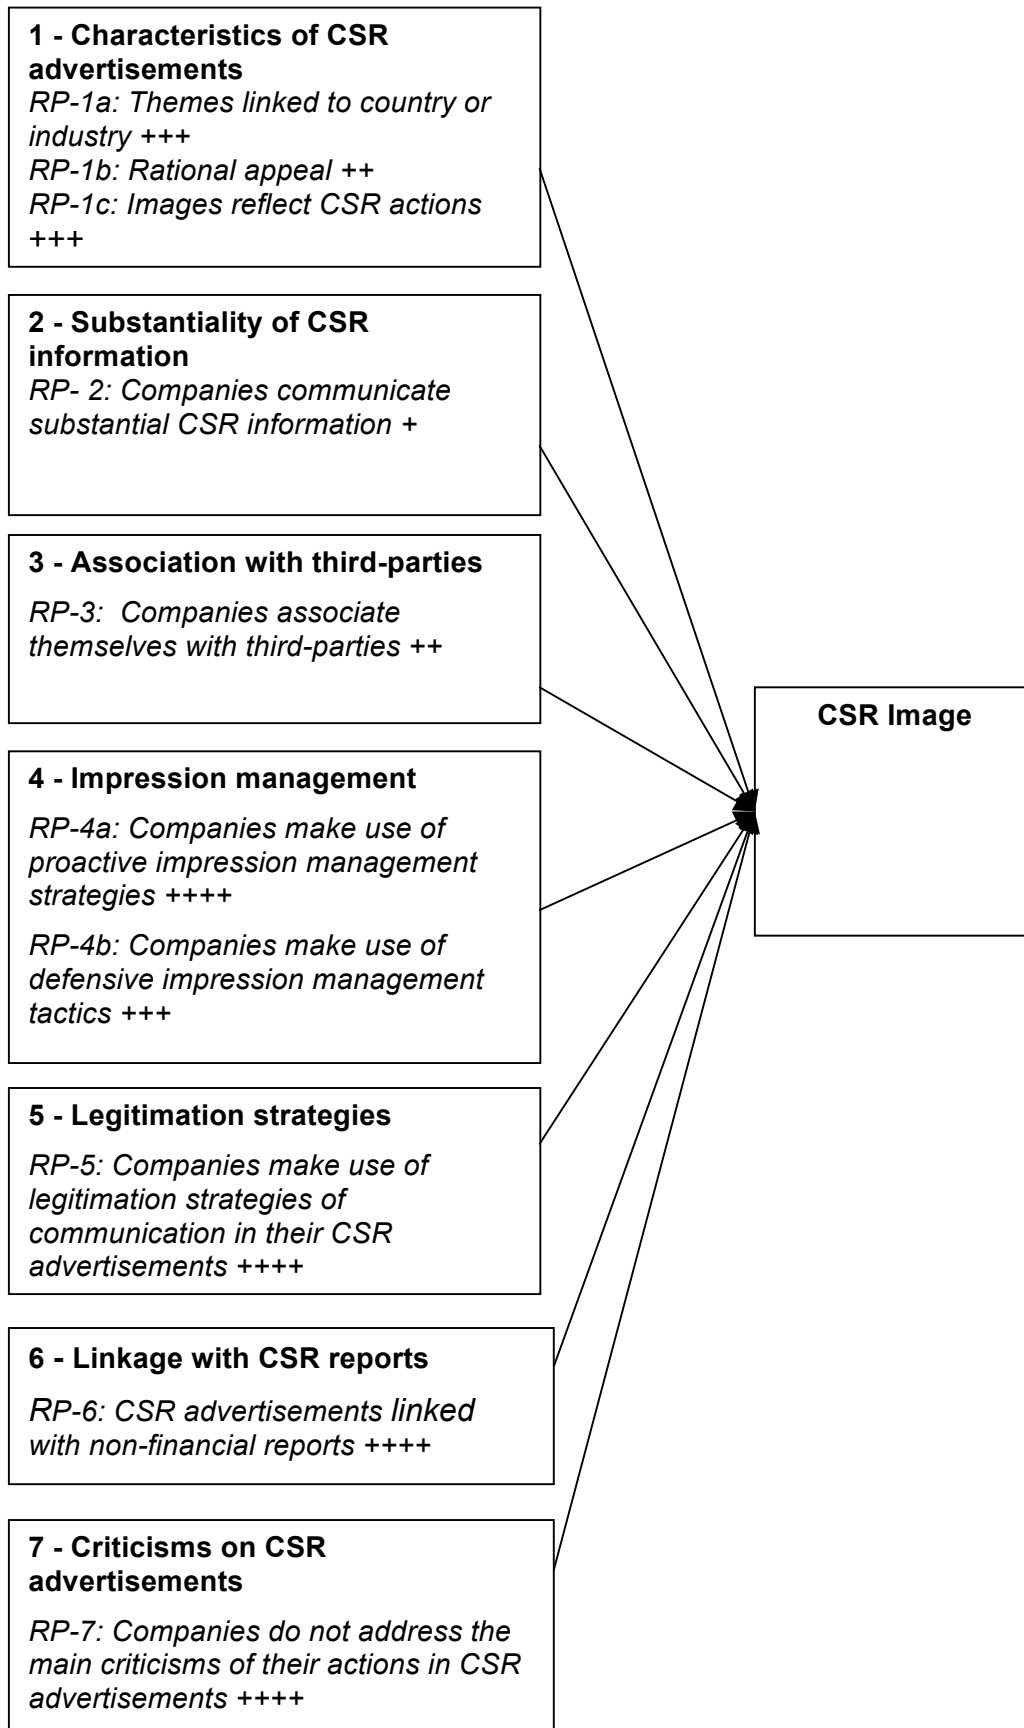 1 - Characteristics of CSR
advertisements
RP-1a: Themes linked to country or
industry +++
RP-1b: Rational appeal ++
RP-1c: Images reflect CSR actions
+++
2 - Substantiality of CSR
information
RP- 2: Companies communicate
substantial CSR information +
3 - Association with third-parties
RP-3: Companies associate
themselves with third-parties ++
CSR Image
4 - Impression management
RP-4a: Companies make use of
proactive impression management
strategies ++++
RP-4b: Companies make use of
defensive impression management
tactics +++
5 - Legitimation strategies
RP-5: Companies make use of
legitimation strategies of
communication in their CSR
advertisements ++++
6 - Linkage with CSR reports
RP-6: CSR advertisements linked
with non-financial reports ++++
7 - Criticisms on CSR
advertisements
RP-7: Companies do not address the
main criticisms of their actions in CSR
advertisements ++++